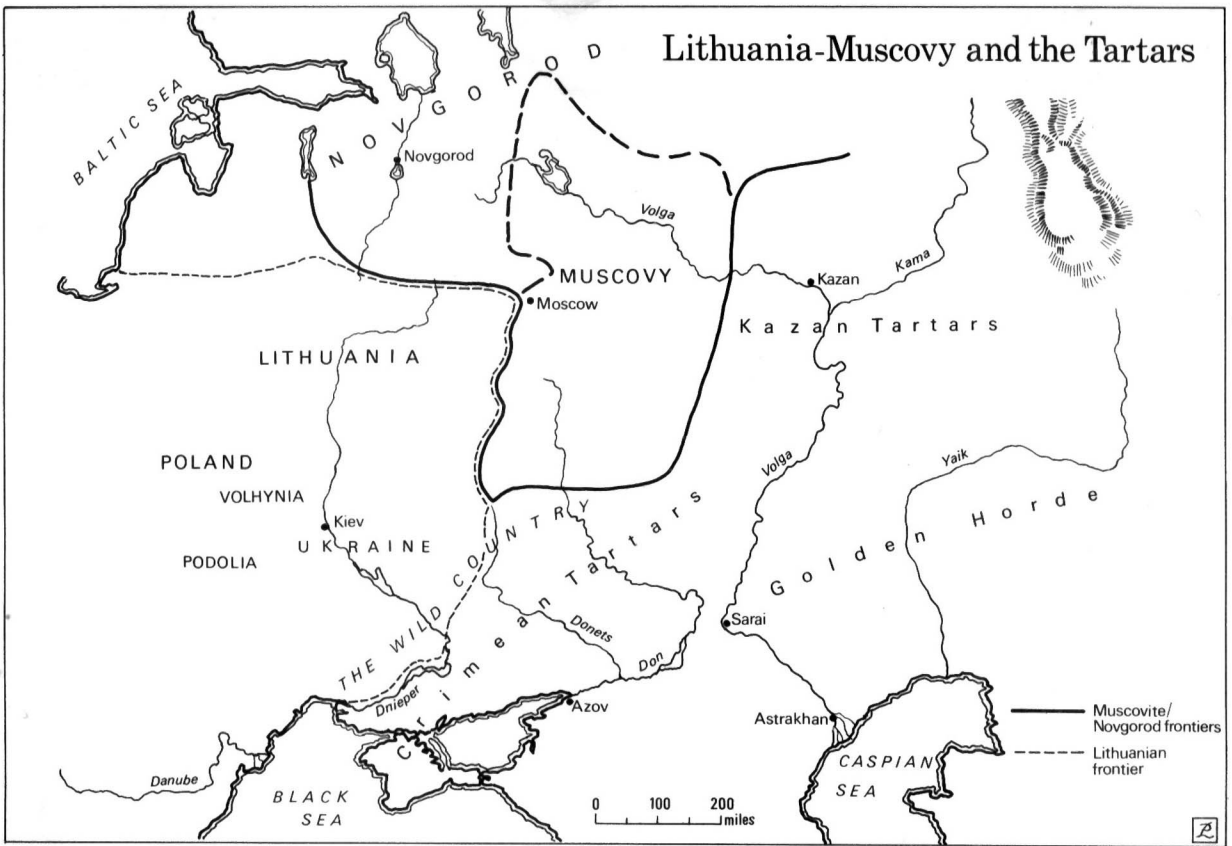 Lithuania-Muscovy and the Tartars
BALTIC SEA
NOVGOROD
Novgorod
Volga
MUSCOVY
Moscow
Kama
Kazan
Kazan Tartars
LITHUANIA
POLAND
VOLHYNIA
Kiev
UKRAINE
PODOLIA
Volga
Yaik
Golden Horde
THE WILD COUNTRY
Crimean Tartars
Donets
Don
Sarai
Dnieper
Azov
Astrakhan
Danube
BLACK
SEA
CASPIAN
SEA
0 100 200
miles
Muscovite/
Novgorod frontiers
Lithuanian
frontier